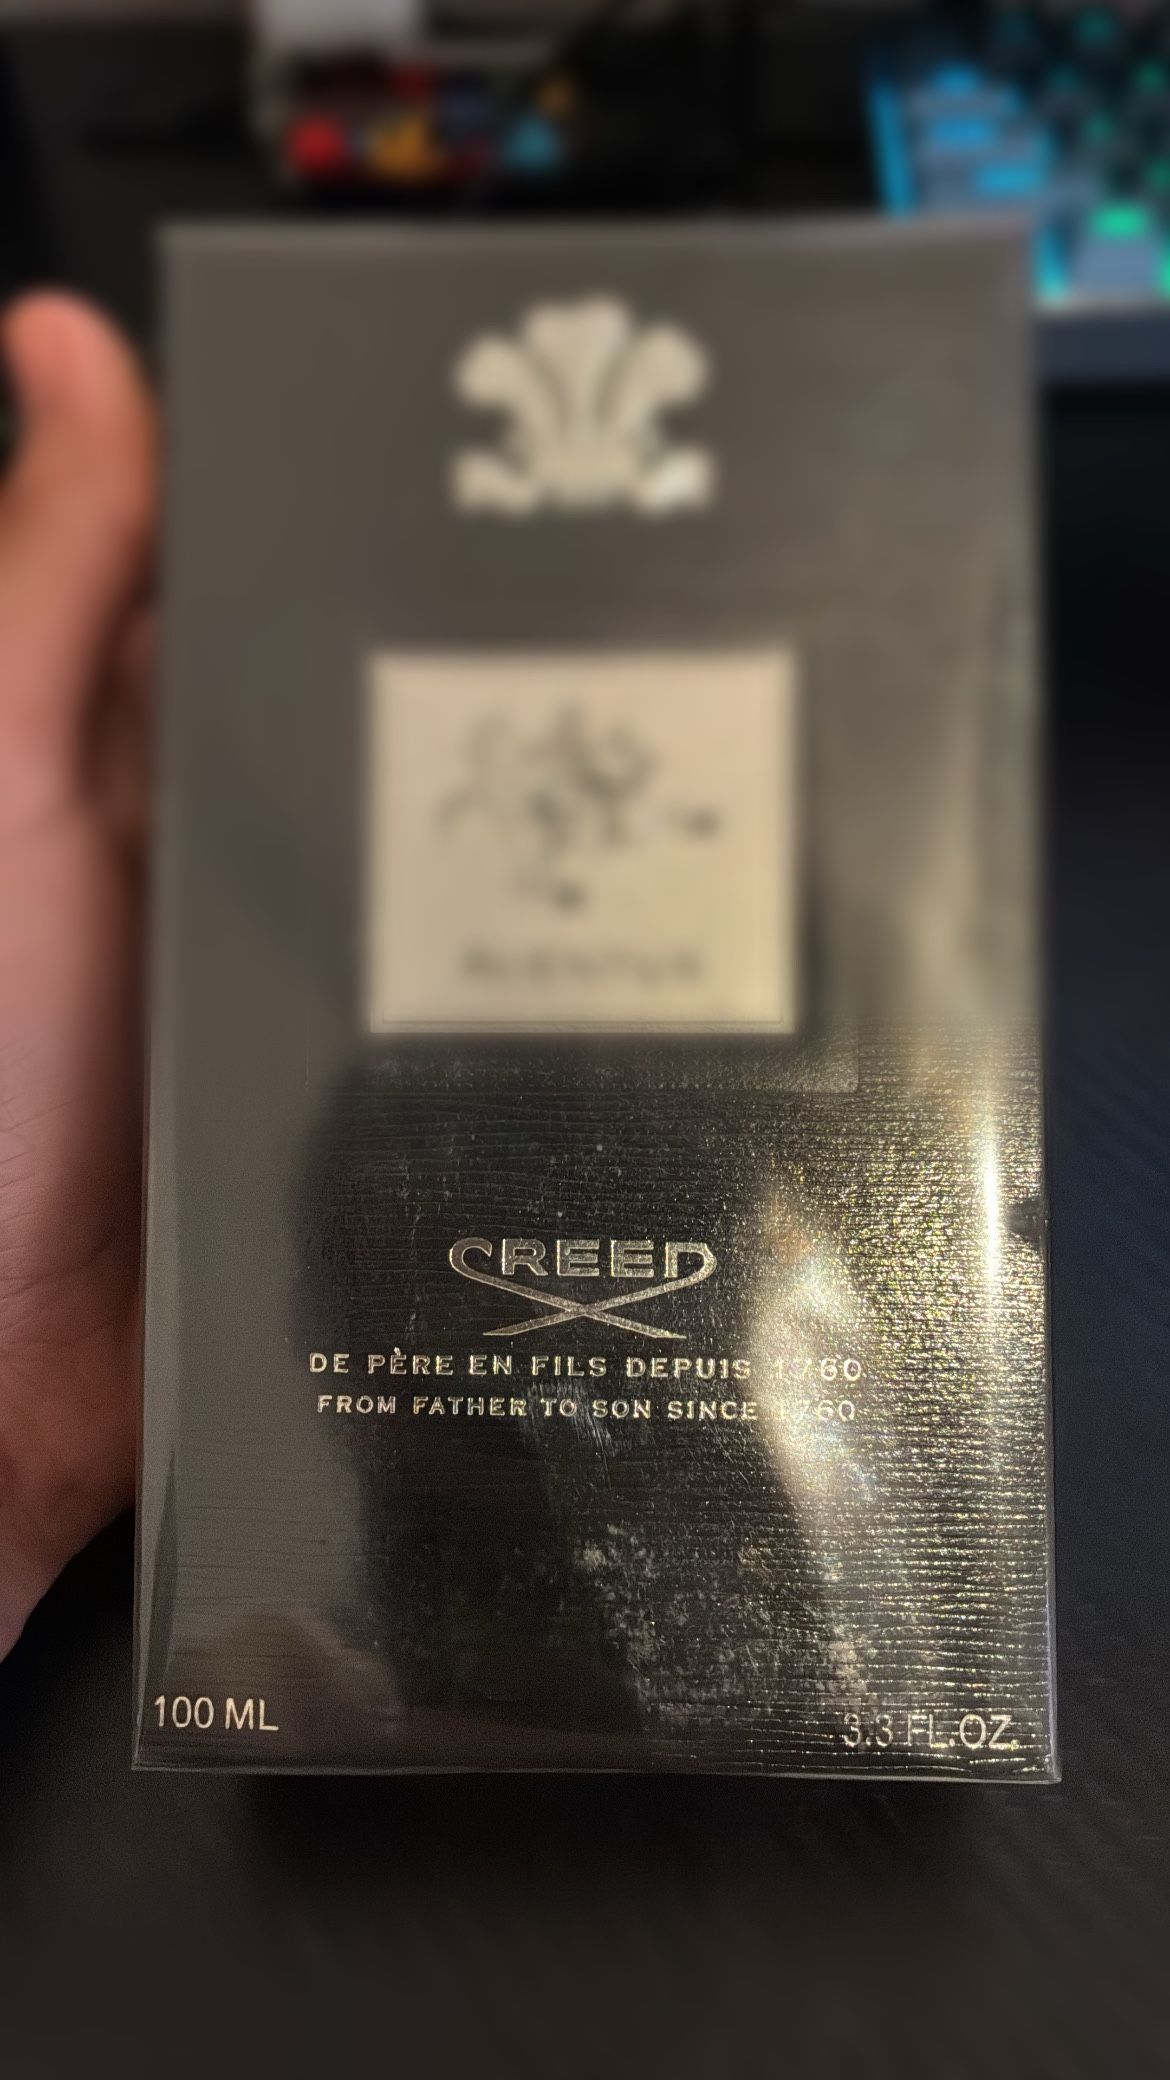 AVENTUS
CREED
DE PÈRE EN FILS DEPUIS 1760
FROM FATHER TO SON SINCE 1760
100 ML
3.3 FL.OZ.